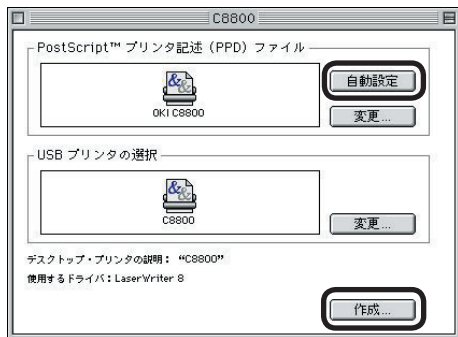 C8800
PostScript™ プリンタ記述（PPD）ファイル
自動設定
OKI C8800
変更...
USB プリンタの選択
C8800
変更...
デスクトップ・プリンタの説明： “C8800”
使用するドライバ：LaserWriter 8
作成...